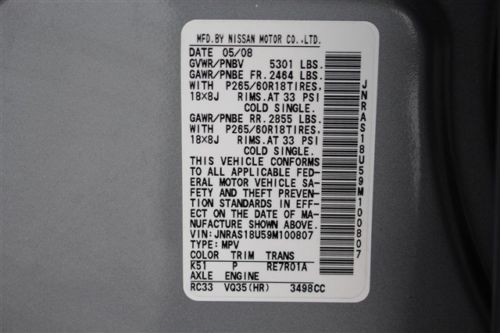 MFD.BY NISSAN MOTOR CO.,LTD.
DATE 05/08
GVWR/PNBV 5301 LBS.
GAWR/PNBE FR. 2464 LBS.
WITH P265/60R18TIRES,
18×8J RIMS.AT 33 PSI
COLD SINGLE.
GAWR/PNBE RR. 2855 LBS.
WITH P265/60R18TIRES,
18×8J RIMS.AT 33 PSI
COLD SINGLE.
THIS VEHICLE CONFORMS
TO ALL APPLICABLE FED-
ERAL MOTOR VEHICLE SA-
FETY AND THEFT PREVEN-
TION STANDARDS IN EFF-
ECT ON THE DATE OF MA-
NUFACTURE SHOWN ABOVE.
VIN:JNRAS18U59M100807
TYPE: MPV
COLOR TRIM TRANS
K51 P RE7R01A
AXLE ENGINE
RC33 VQ35(HR) 3498CC
JNRAS18U59M100807